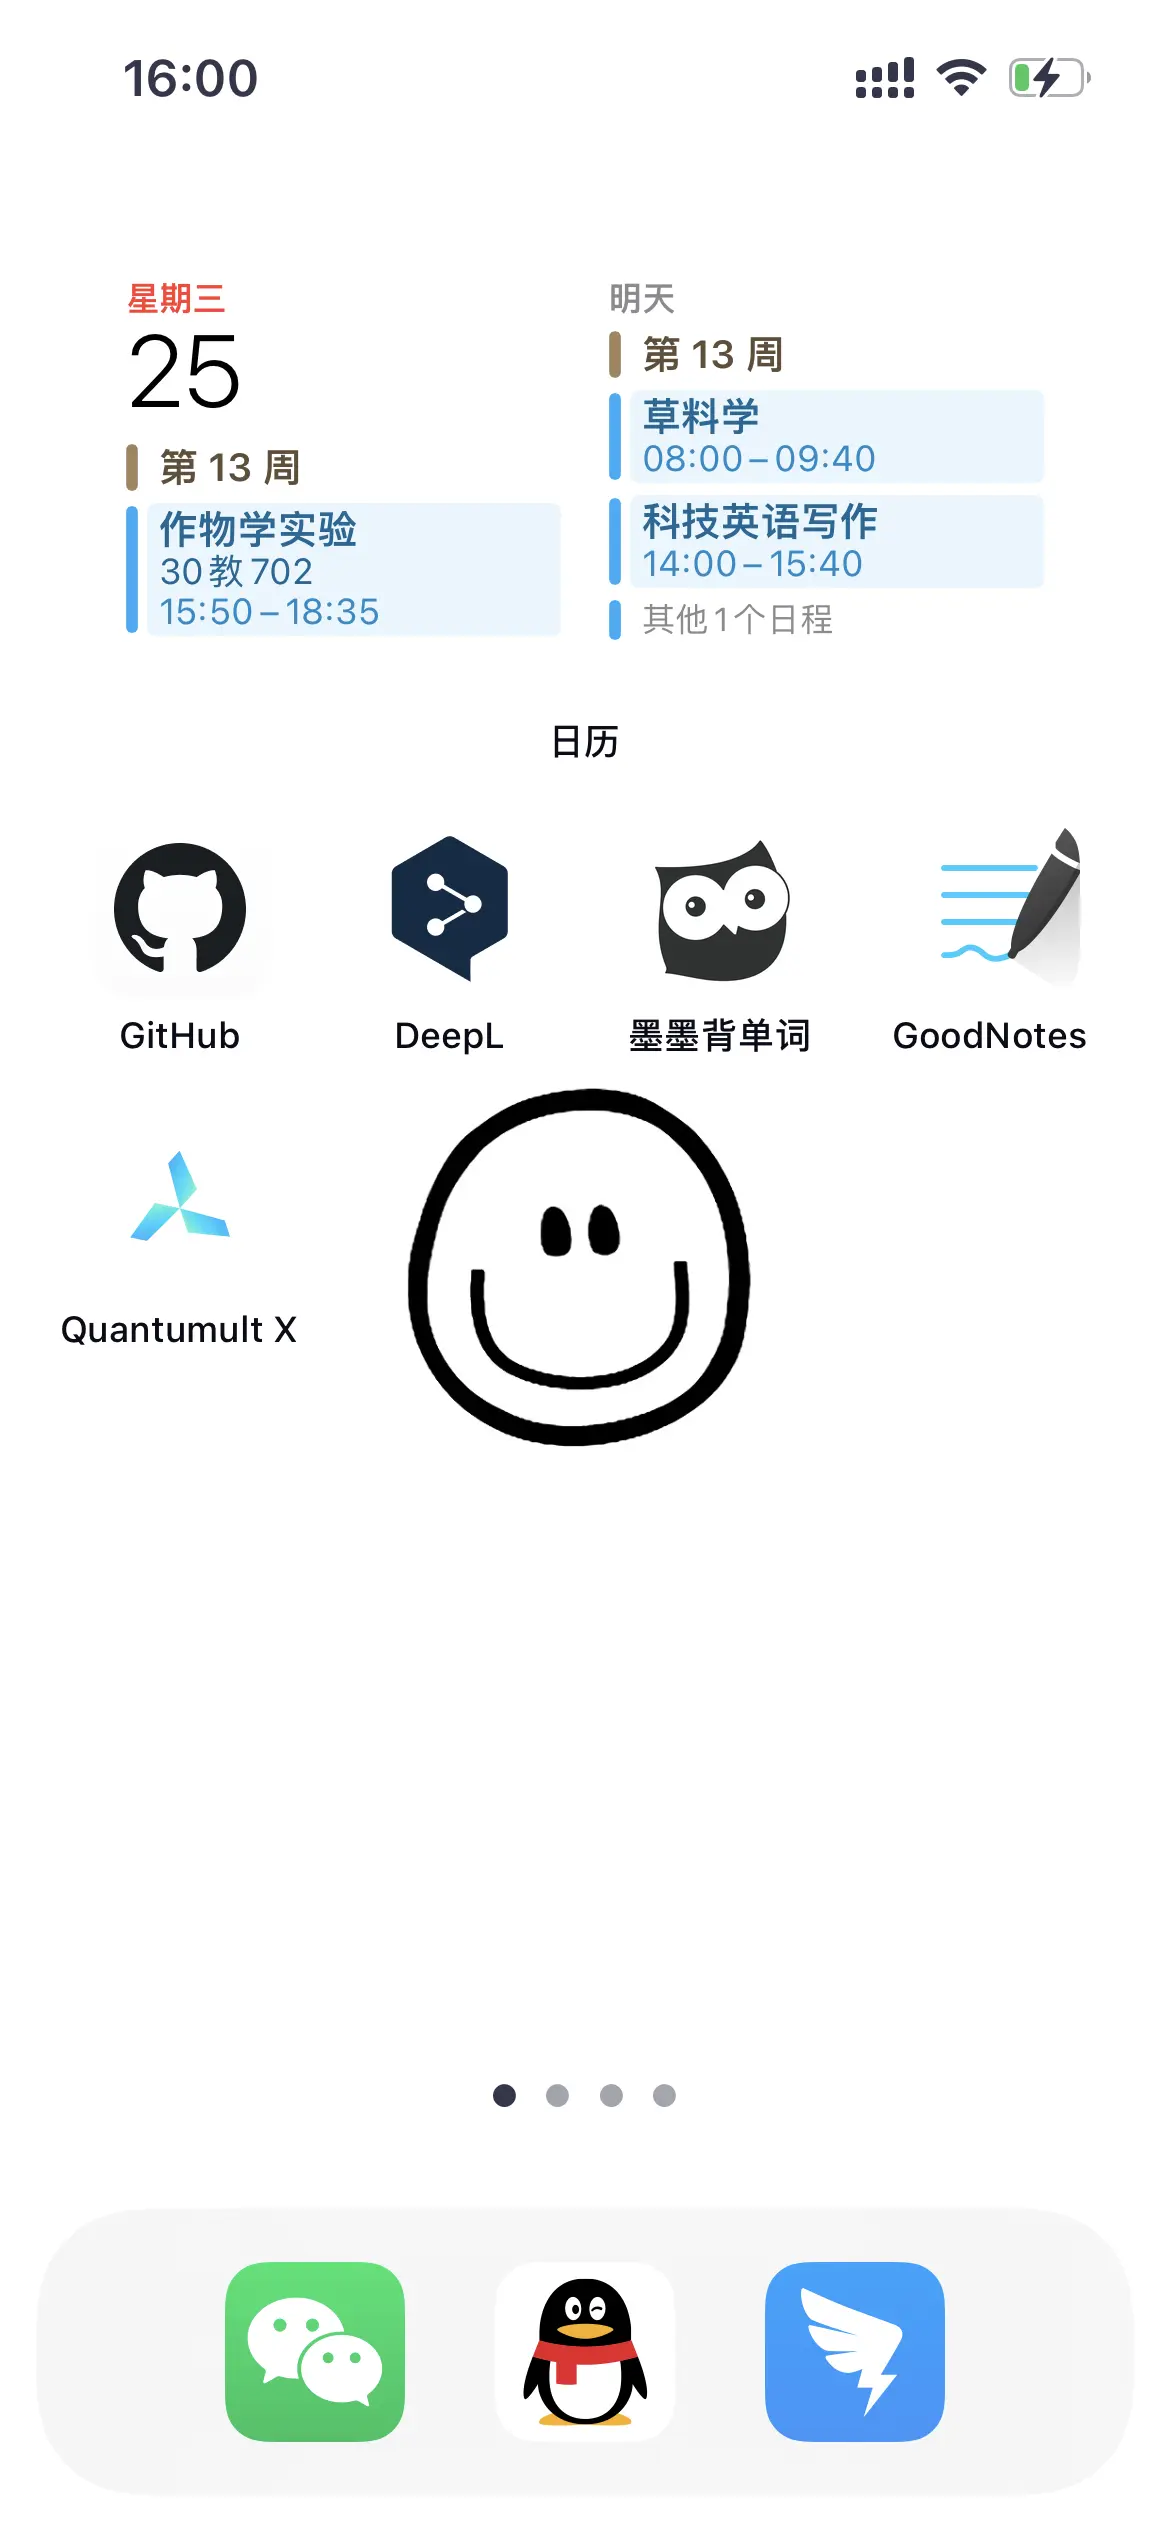 16:00
星期三
25
第 13 周
作物学实验
30教702
15:50–18:35
明天
第 13 周
草料学
08:00–09:40
科技英语写作
14:00–15:40
其他1个日程
日历
GitHub
DeepL
墨墨背单词
GoodNotes
Quantumult X